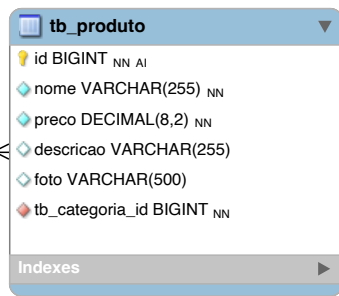 tb_produto
id BIGINT NN AI
nome VARCHAR(255) NN
preco DECIMAL(8,2) NN
descricao VARCHAR(255)
foto VARCHAR(500)
tb_categoria_id BIGINT NN
Indexes